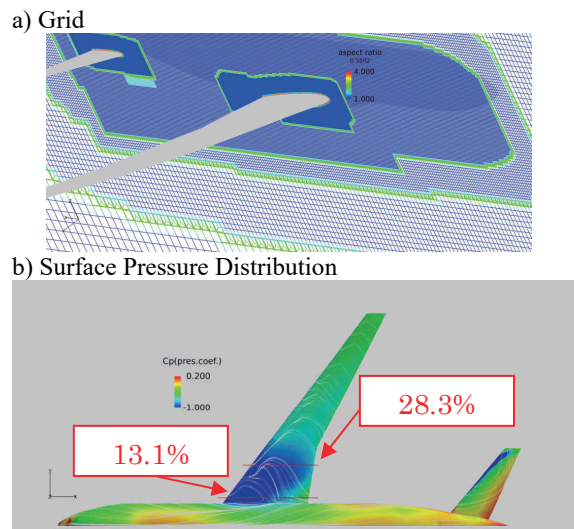 a) Grid
aspect ratio
4.000
1.000
b) Surface Pressure Distribution
Cp(pres.coef.)
0.200
-1.000
28.3%
13.1%